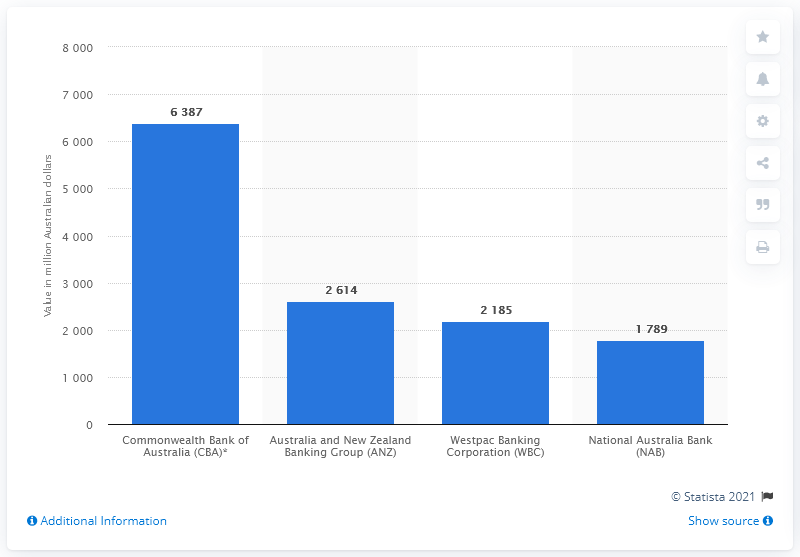 8 000
7 000
6 000
5 000
4 000
3 000
2 000
1 000
0
Value in million Australian dollars
6 387
2 614
2 185
1 789
Commonwealth Bank of
Australia (CBA)*
Australia and New Zealand
Banking Group (ANZ)
Westpac Banking
Corporation (WBC)
National Australia Bank
(NAB)
© Statista 2021
Additional Information
Show source